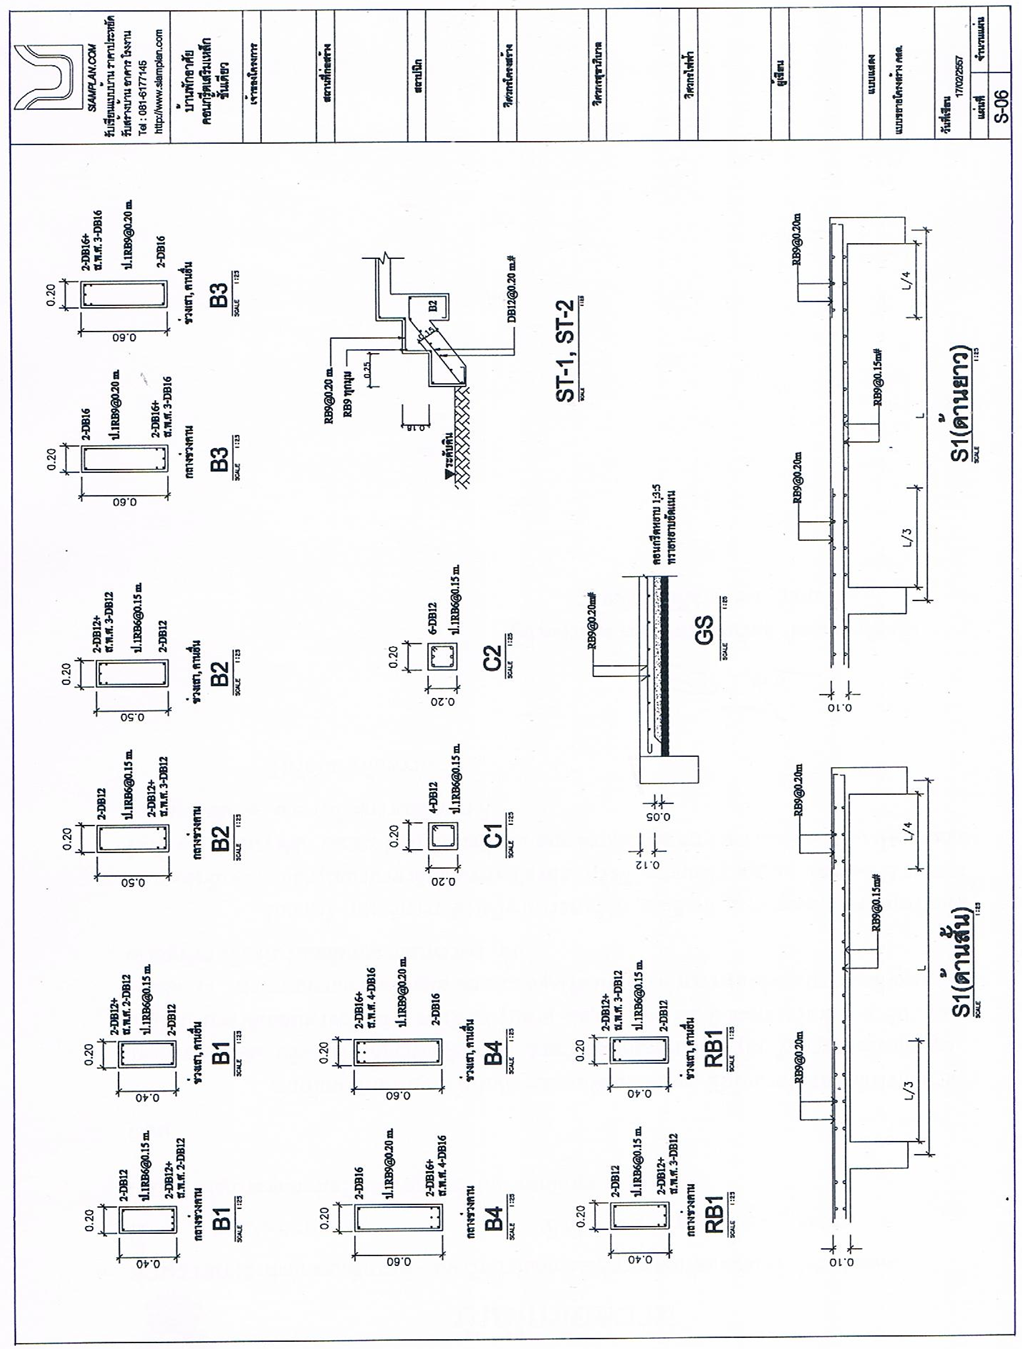 SIAMPLAN.COM
รับเขียนแบบบ้าน ราคาประหยัด
รับสร้างบ้าน อาคาร โรงงาน
Tel : 081-6177145
http://www.siamplan.com
บ้านพักอาศัย
คอนกรีตเสริมเหล็ก
ชั้นเดียว
เจ้าของโครงการ
สถานที่ก่อสร้าง
สถาปนิก
วิศวกรโครงสร้าง
วิศวกรสุขาภิบาล
วิศวกรไฟฟ้า
ผู้เขียน
แบบแสดง
แบบขยายโครงสร้าง คสล.
วันที่เขียน
17/02/2557
แผ่นที่
จำนวนแผ่น
S-06
0.20
0.40
2-DB12
ป.1RB6@0.15 m.
2-DB12+
ส.พ.ศ. 2-DB12
กลางช่วงคาน
B1
SCALE 1:25
0.20
0.40
2-DB12+
ส.พ.ศ. 2-DB12
ป.1RB6@0.15 m.
2-DB12
ช่วงเสา, คานยื่น
B1
SCALE 1:25
0.20
0.50
2-DB12
ป.1RB6@0.15 m.
2-DB12+
ส.พ.ศ. 3-DB12
กลางช่วงคาน
B2
SCALE 1:25
0.20
0.50
2-DB12+
ส.พ.ศ. 3-DB12
ป.1RB6@0.15 m.
2-DB12
ช่วงเสา, คานยื่น
B2
SCALE 1:25
0.20
0.60
2-DB16
ป.1RB9@0.20 m.
2-DB16+
ส.พ.ศ. 3-DB16
กลางช่วงคาน
B3
SCALE 1:25
0.20
0.60
2-DB16+
ส.พ.ศ. 3-DB16
ป.1RB9@0.20 m.
2-DB16
ช่วงเสา, คานยื่น
B3
SCALE 1:25
0.20
0.60
2-DB16
ป.1RB9@0.20 m.
2-DB16+
ส.พ.ศ. 4-DB16
กลางช่วงคาน
B4
SCALE 1:25
0.20
0.60
2-DB16+
ส.พ.ศ. 4-DB16
ป.1RB9@0.20 m.
2-DB16
ช่วงเสา, คานยื่น
B4
SCALE 1:25
0.20
0.20
4-DB12
ป.1RB6@0.15 m.
C1
SCALE 1:25
0.20
0.20
6-DB12
ป.1RB6@0.15 m.
C2
SCALE 1:25
RB9@0.20 m.
RB9 ทุกมุม
0.25
0.15
B2
ระดับดิน
DB12@0.20 m.#
ST-1, ST-2
SCALE 1:25
0.20
0.40
2-DB12
ป.1RB6@0.15 m.
2-DB12+
ส.พ.ศ. 3-DB12
กลางช่วงคาน
RB1
SCALE 1:25
0.20
0.40
2-DB12+
ส.พ.ศ. 3-DB12
ป.1RB6@0.15 m.
2-DB12
ช่วงเสา, คานยื่น
RB1
SCALE 1:25
RB9@0.20m#
คอนกรีตหยาบ 1:3:5
ทรายหยาบอัดแน่น
0.12
0.05
GS
SCALE 1:25
RB9@0.20m
RB9@0.20m
RB9@0.15m#
0.10
L/3
L
L/4
S1(ด้านสั้น)
SCALE 1:25
RB9@0.20m
RB9@0.20m
RB9@0.15m#
0.10
L/3
L
L/4
S1(ด้านยาว)
SCALE 1:25